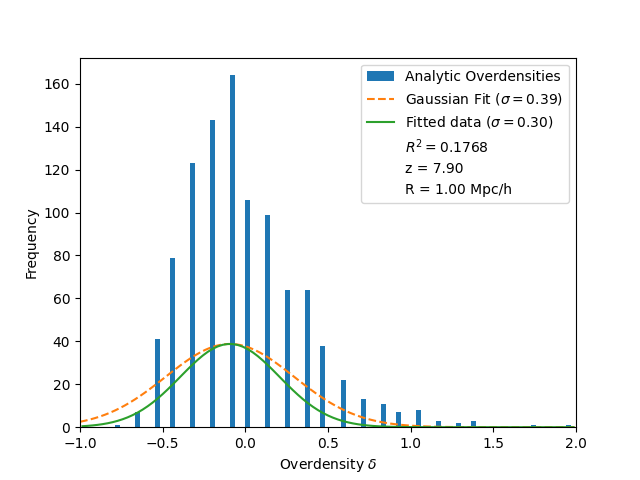 Analytic Overdensities
Gaussian Fit (σ = 0.39)
Fitted data (σ = 0.30)
R² = 0.1768
z = 7.90
R = 1.00 Mpc/h
Frequency
160
140
120
100
80
60
40
20
0
−1.0 −0.5 0.0 0.5 1.0 1.5 2.0
Overdensity δ